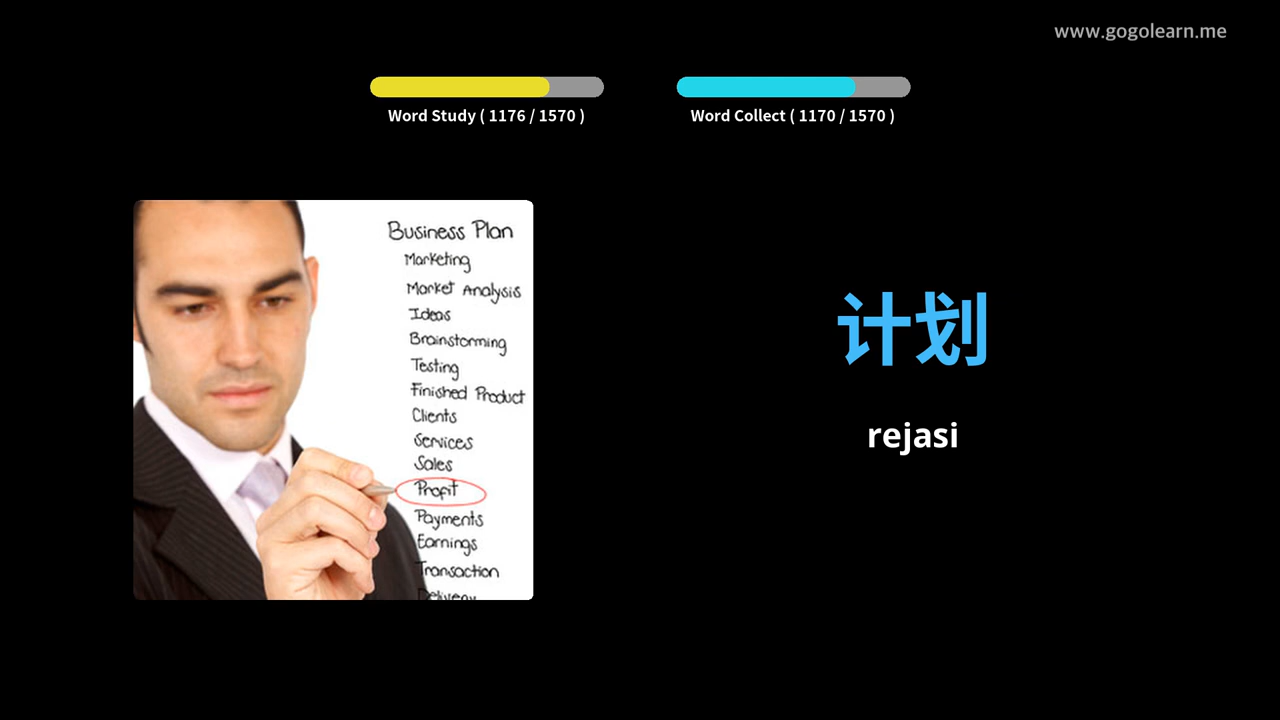 www.gogolearn.me
Word Study ( 1176 / 1570 )
Word Collect ( 1170 / 1570 )
Business Plan
Marketing
Market Analysis
Ideas
Brainstorming
Testing
Finished Product
Clients
Services
Sales
Profit
Payments
Earnings
Transaction
Delivery
计划
rejasi